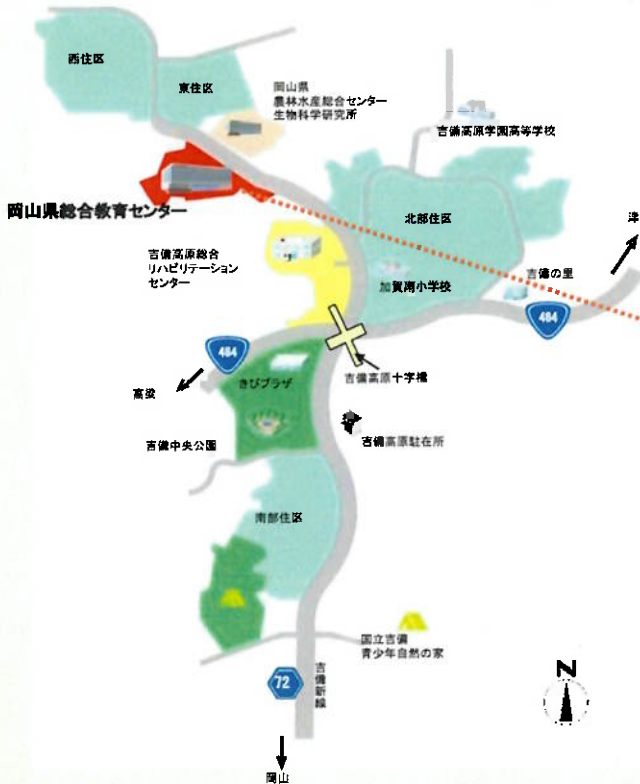 西住区
東住区
岡山県
農林水産総合センター
生物科学研究所
吉備高原学園高等学校
岡山県総合教育センター
北部住区
津
吉備高原総合
リハビリテーション
センター
加賀南小学校
吉備の里
484
484
きびプラザ
吉備高原十字橋
高梁
吉備中央公園
吉備高原駐在所
南部住区
国立吉備
青少年自然の家
72
吉備新線
N
岡山